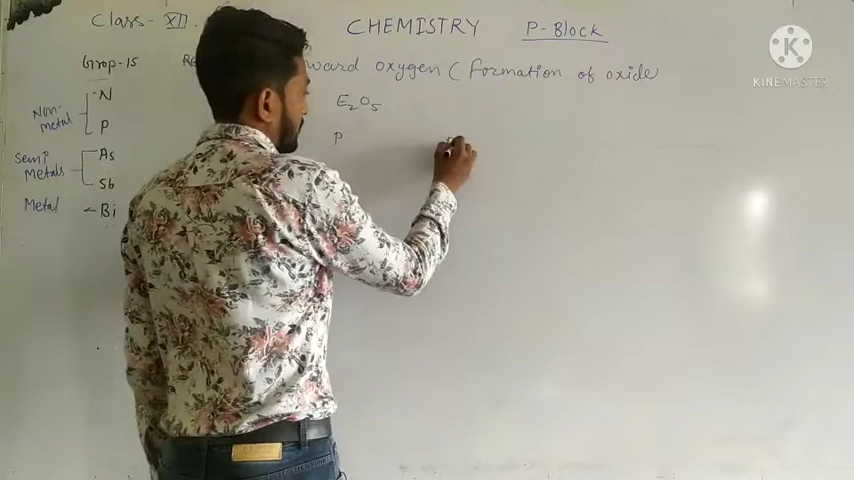 Class- XII. CHEMISTRY P-Block
Grop-15 ward oxygen ( formation of oxide
Non-metal N
P
Semi Metals As
Sb
Metal ← Bi
E2O5
P
K
KINEMASTER